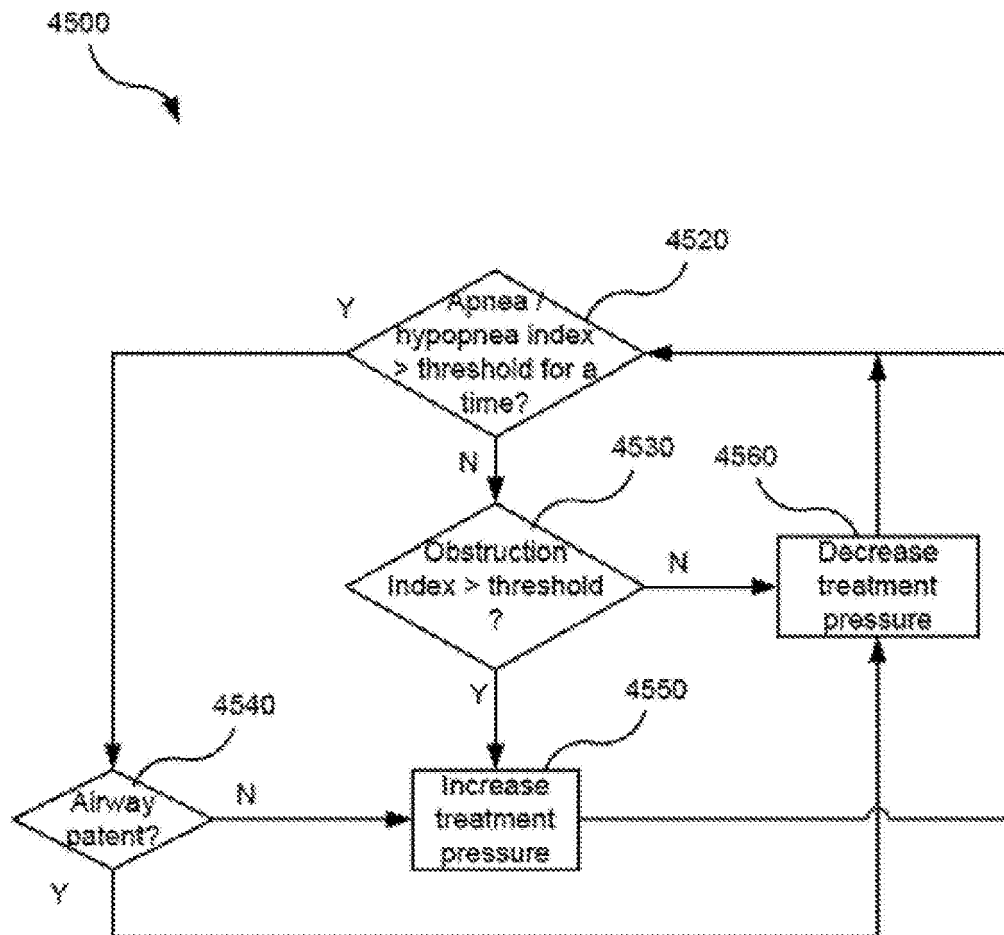 4500
4520
Y
Apnea /
hypopnea index
> threshold for a
time?
N
4530
4560
Obstruction
Index > threshold
?
N
Decrease
treatment
pressure
Y
4550
4540
Airway
patent?
N
Increase
treatment
pressure
Y